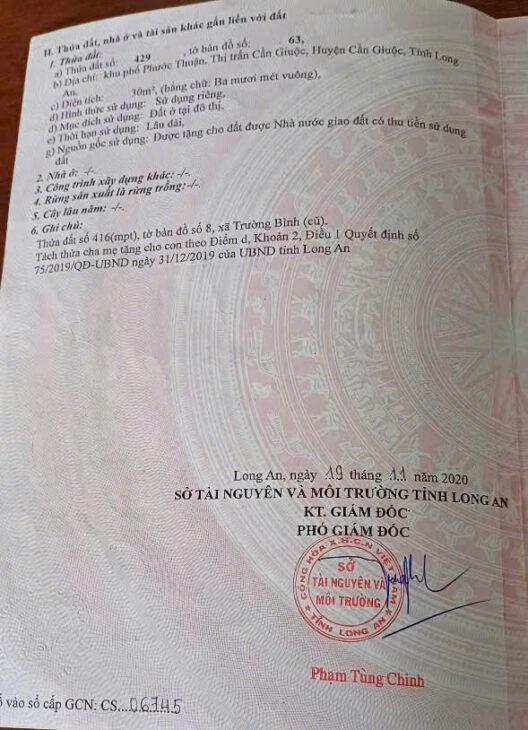 II. Thửa đất, nhà ở và tài sản khác gắn liền với đất
1. Thửa đất:
a) Thửa đất số: 429 , tờ bản đồ số: 63,
b) Địa chỉ: khu phố Phước Thuận, Thị trấn Cần Giuộc, Huyện Cần Giuộc, Tỉnh Long
An,
c) Diện tích: 30m², (bằng chữ: Ba mươi mét vuông),
d) Hình thức sử dụng: Sử dụng riêng,
đ) Mục đích sử dụng: Đất ở tại đô thị,
e) Thời hạn sử dụng: Lâu dài,
g) Nguồn gốc sử dụng: Được tặng cho đất được Nhà nước giao đất có thu tiền sử dụng
đất
2. Nhà ở: -/-.
3. Công trình xây dựng khác: -/-.
4. Rừng sản xuất là rừng trồng:-/-.
5. Cây lâu năm: -/-.
6. Ghi chú:
Thửa đất số 416(mpt), tờ bản đồ số 8, xã Trường Bình (cũ).
Tách thửa cha mẹ tặng cho con theo Điểm d, Khoản 2, Điều 1 Quyết định số
75/2019/QĐ-UBND ngày 31/12/2019 của UBND tỉnh Long An
Long An, ngày 19 tháng 11 năm 2020
SỞ TÀI NGUYÊN VÀ MÔI TRƯỜNG TỈNH LONG AN
KT. GIÁM ĐỐC
PHÓ GIÁM ĐỐC
CỘNG HÒA X.H.C.N VIỆT NAM
SỞ
TÀI NGUYÊN VÀ
MÔI TRƯỜNG
TỈNH LONG AN
Phạm Tùng Chinh
vào sổ cấp GCN: CS...06745